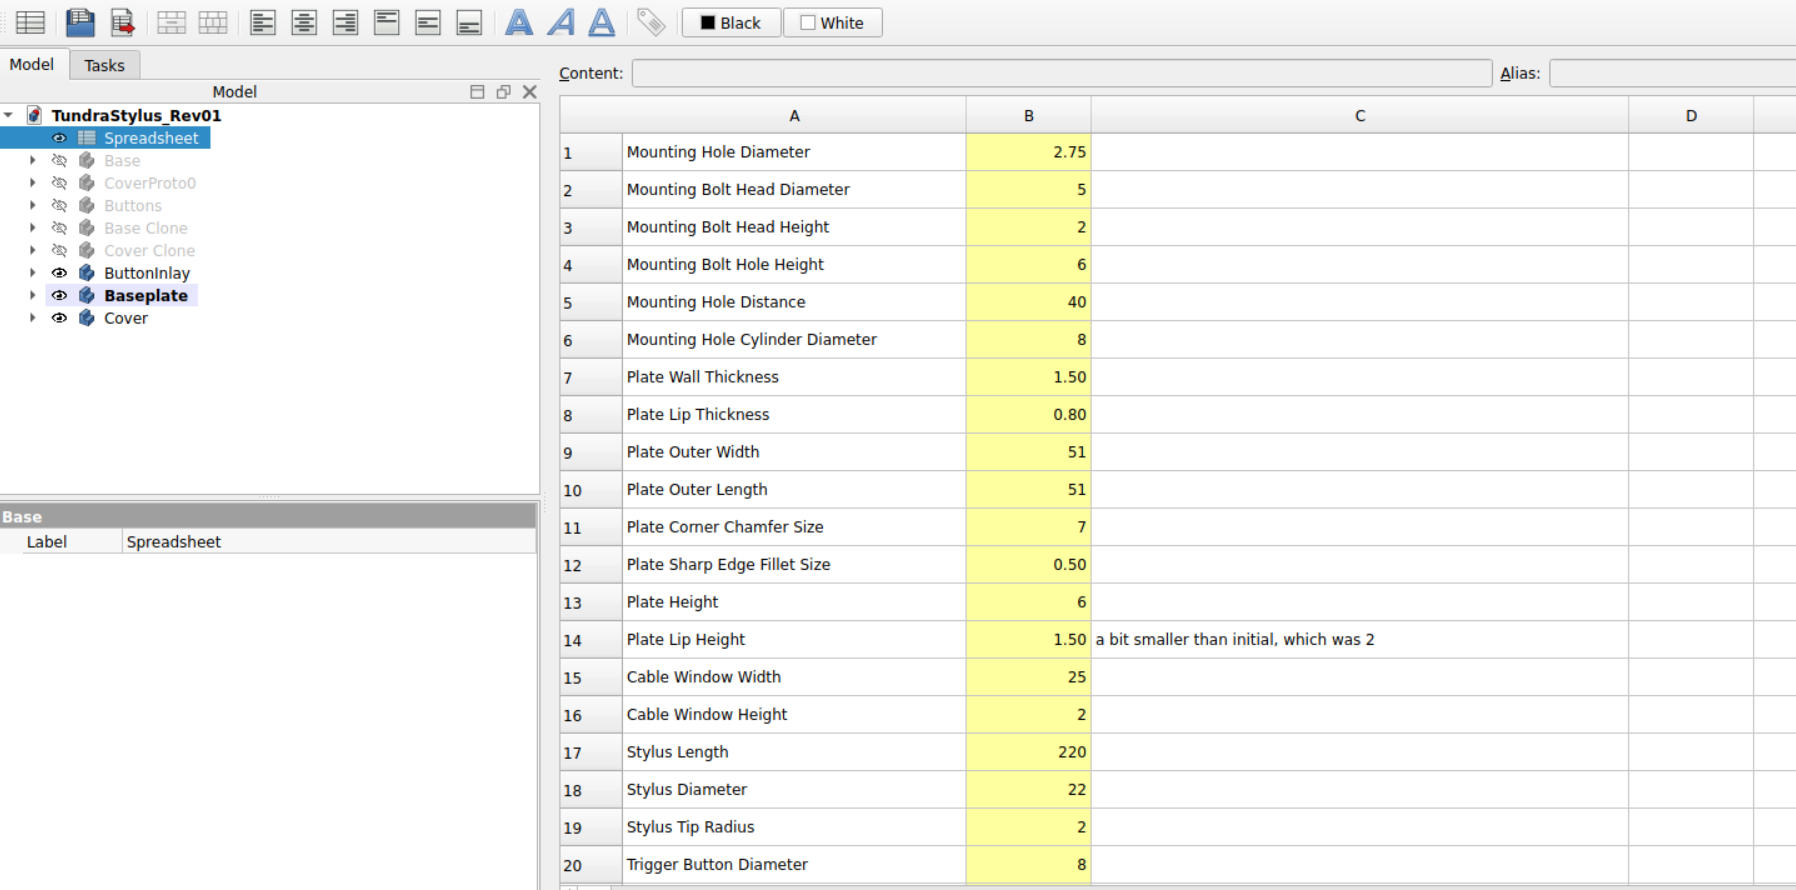 Black White
Model Tasks
Model
TundraStylus_Rev01
Spreadsheet
Base
CoverProto0
Buttons
Base Clone
Cover Clone
ButtonInlay
Baseplate
Cover
Base
Label Spreadsheet
Content: Alias:
A B C D
1 Mounting Hole Diameter 2.75
2 Mounting Bolt Head Diameter 5
3 Mounting Bolt Head Height 2
4 Mounting Bolt Hole Height 6
5 Mounting Hole Distance 40
6 Mounting Hole Cylinder Diameter 8
7 Plate Wall Thickness 1.50
8 Plate Lip Thickness 0.80
9 Plate Outer Width 51
10 Plate Outer Length 51
11 Plate Corner Chamfer Size 7
12 Plate Sharp Edge Fillet Size 0.50
13 Plate Height 6
14 Plate Lip Height 1.50 a bit smaller than initial, which was 2
15 Cable Window Width 25
16 Cable Window Height 2
17 Stylus Length 220
18 Stylus Diameter 22
19 Stylus Tip Radius 2
20 Trigger Button Diameter 8